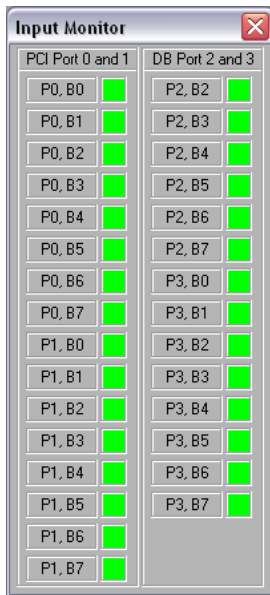 Input Monitor
PCI Port 0 and 1
P0, B0
P0, B1
P0, B2
P0, B3
P0, B4
P0, B5
P0, B6
P0, B7
P1, B0
P1, B1
P1, B2
P1, B3
P1, B4
P1, B5
P1, B6
P1, B7
DB Port 2 and 3
P2, B2
P2, B3
P2, B4
P2, B5
P2, B6
P2, B7
P3, B0
P3, B1
P3, B2
P3, B3
P3, B4
P3, B5
P3, B6
P3, B7